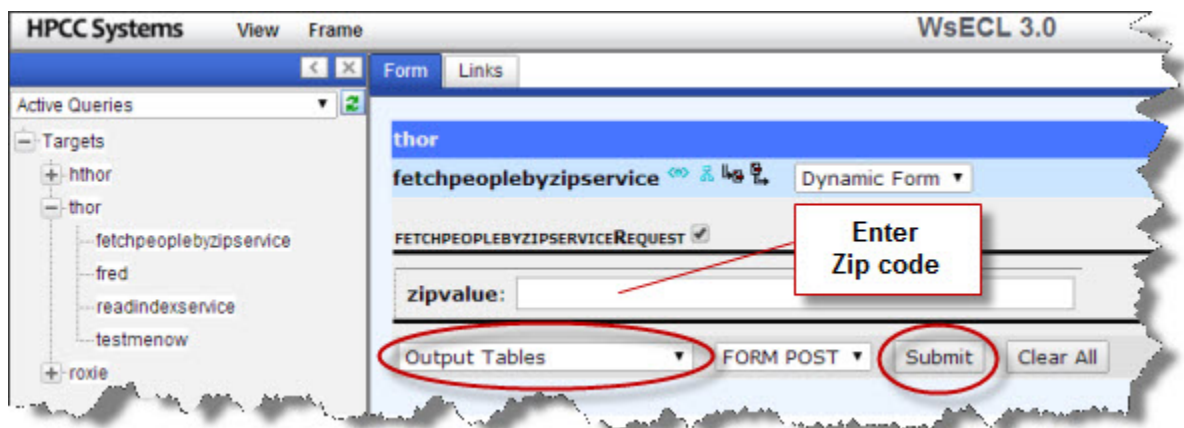 HPCC Systems View Frame WsECL 3.0
Form Links
Active Queries
Targets
hthor
thor
fetchpeoplebyzipservice
fred
readindexservice
testmenow
roxie
thor
fetchpeoplebyzipservice Dynamic Form
FETCHPEOPLEBYZIPSERVICEREQUEST
Enter
Zip code
zipvalue:
Output Tables FORM POST Submit Clear All